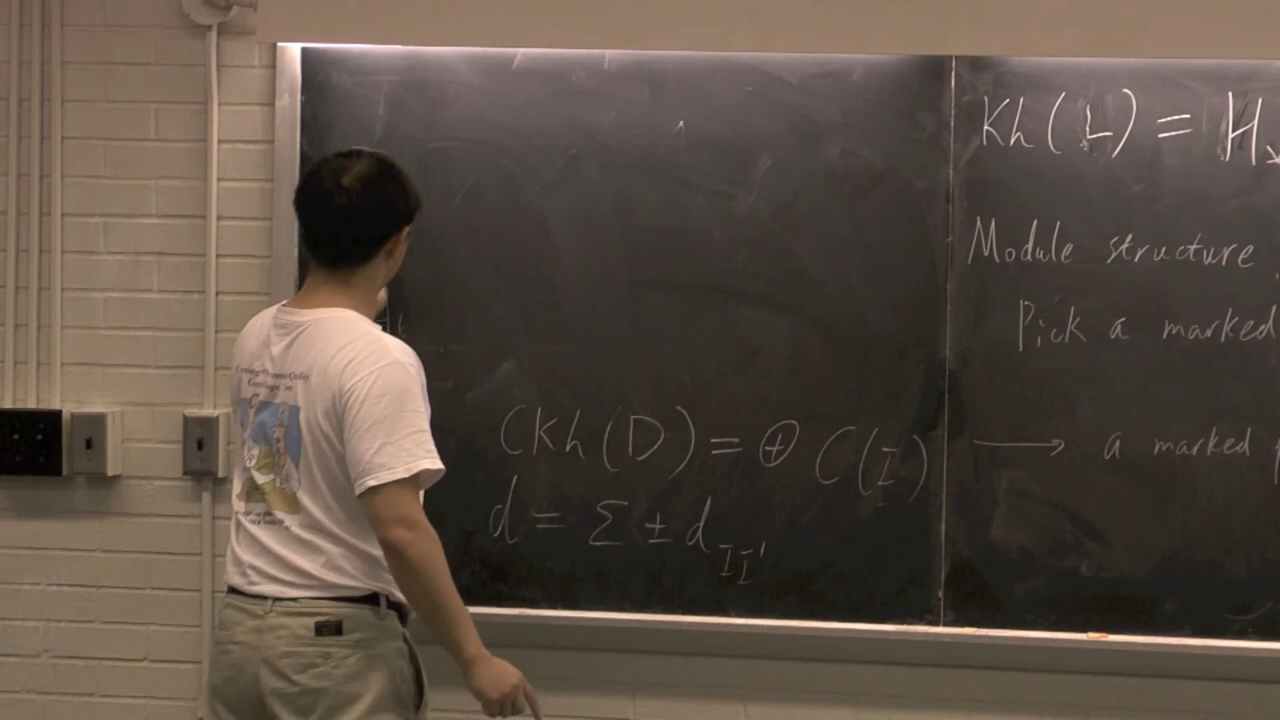 CKh(D) = ⊕ C(I)
d = Σ ± d_{II'}
Kh(L) = H
Module structure
Pick a marked
⟶ a marked